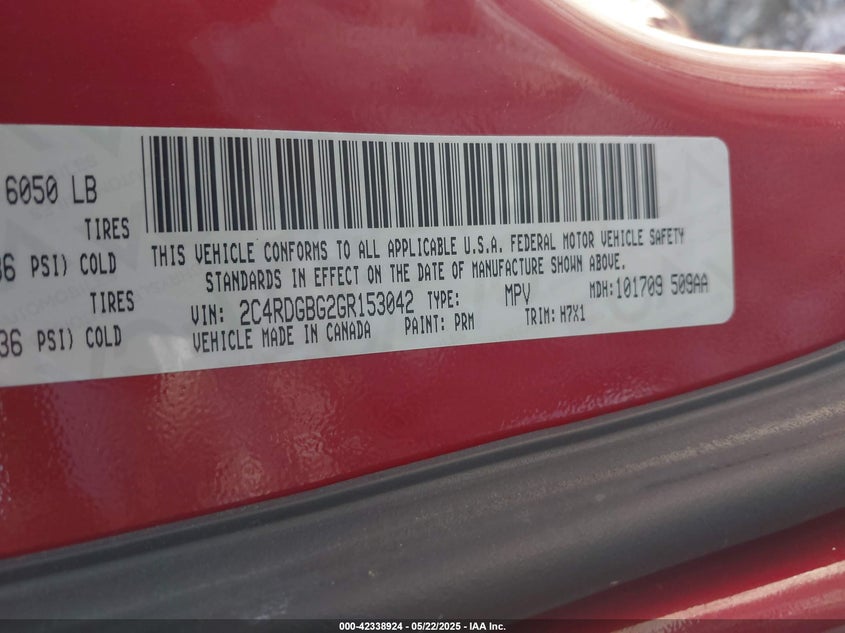 6050 LB
TIRES
36 PSI) COLD
TIRES
36 PSI) COLD
THIS VEHICLE CONFORMS TO ALL APPLICABLE U.S.A. FEDERAL MOTOR VEHICLE SAFETY
STANDARDS IN EFFECT ON THE DATE OF MANUFACTURE SHOWN ABOVE.
VIN: 2C4RDGBG2GR153042 TYPE: MPV MDH: 101709 509AA
VEHICLE MADE IN CANADA PAINT: PRM TRIM: H7X1
000-42338924 - 05/22/2025 - IAA Inc.